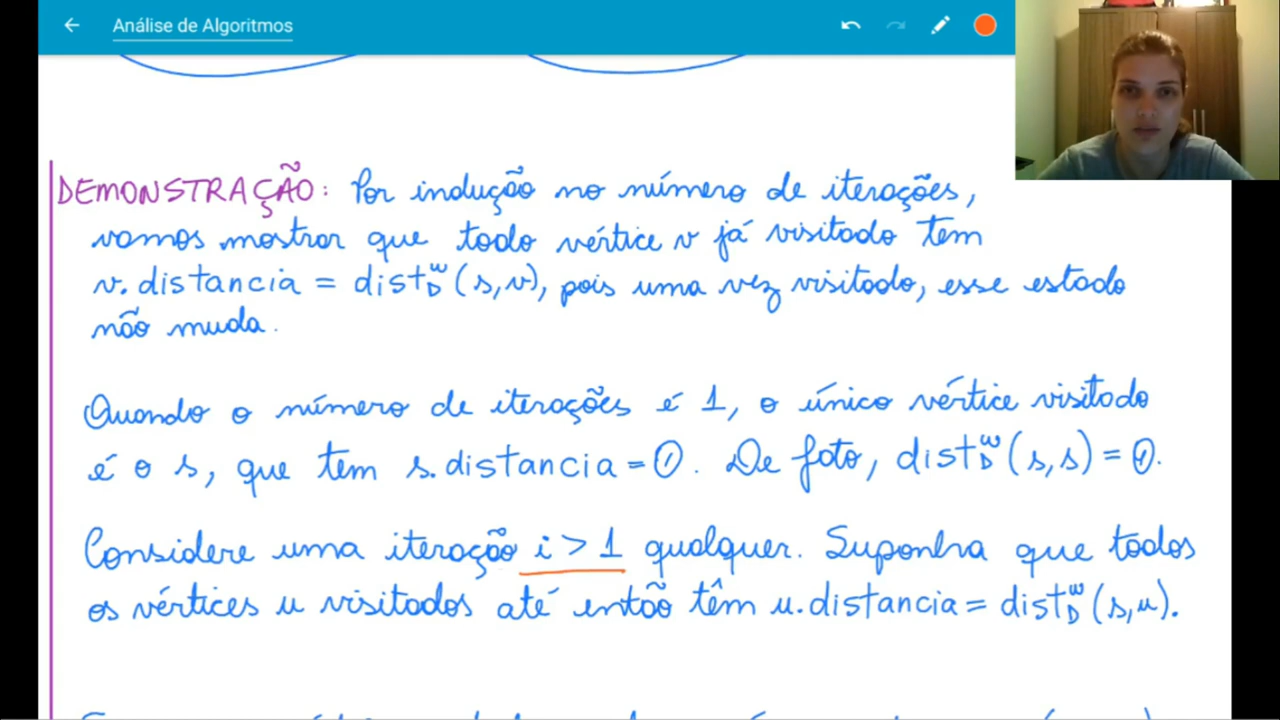 Análise de Algoritmos
DEMONSTRAÇÃO: Por indução no número de iterações,
vamos mostrar que todo vértice v já visitado tem
v.distancia = dist^w_D(s,v), pois uma vez visitado, esse estado
não muda.
Quando o número de iterações é 1, o único vértice visitado
é o s, que tem s.distancia = 0. De fato, dist^w_D(s,s) = 0.
Considere uma iteração i > 1 qualquer. Suponha que todos
os vértices u visitados até então têm u.distancia = dist^w_D(s,u).